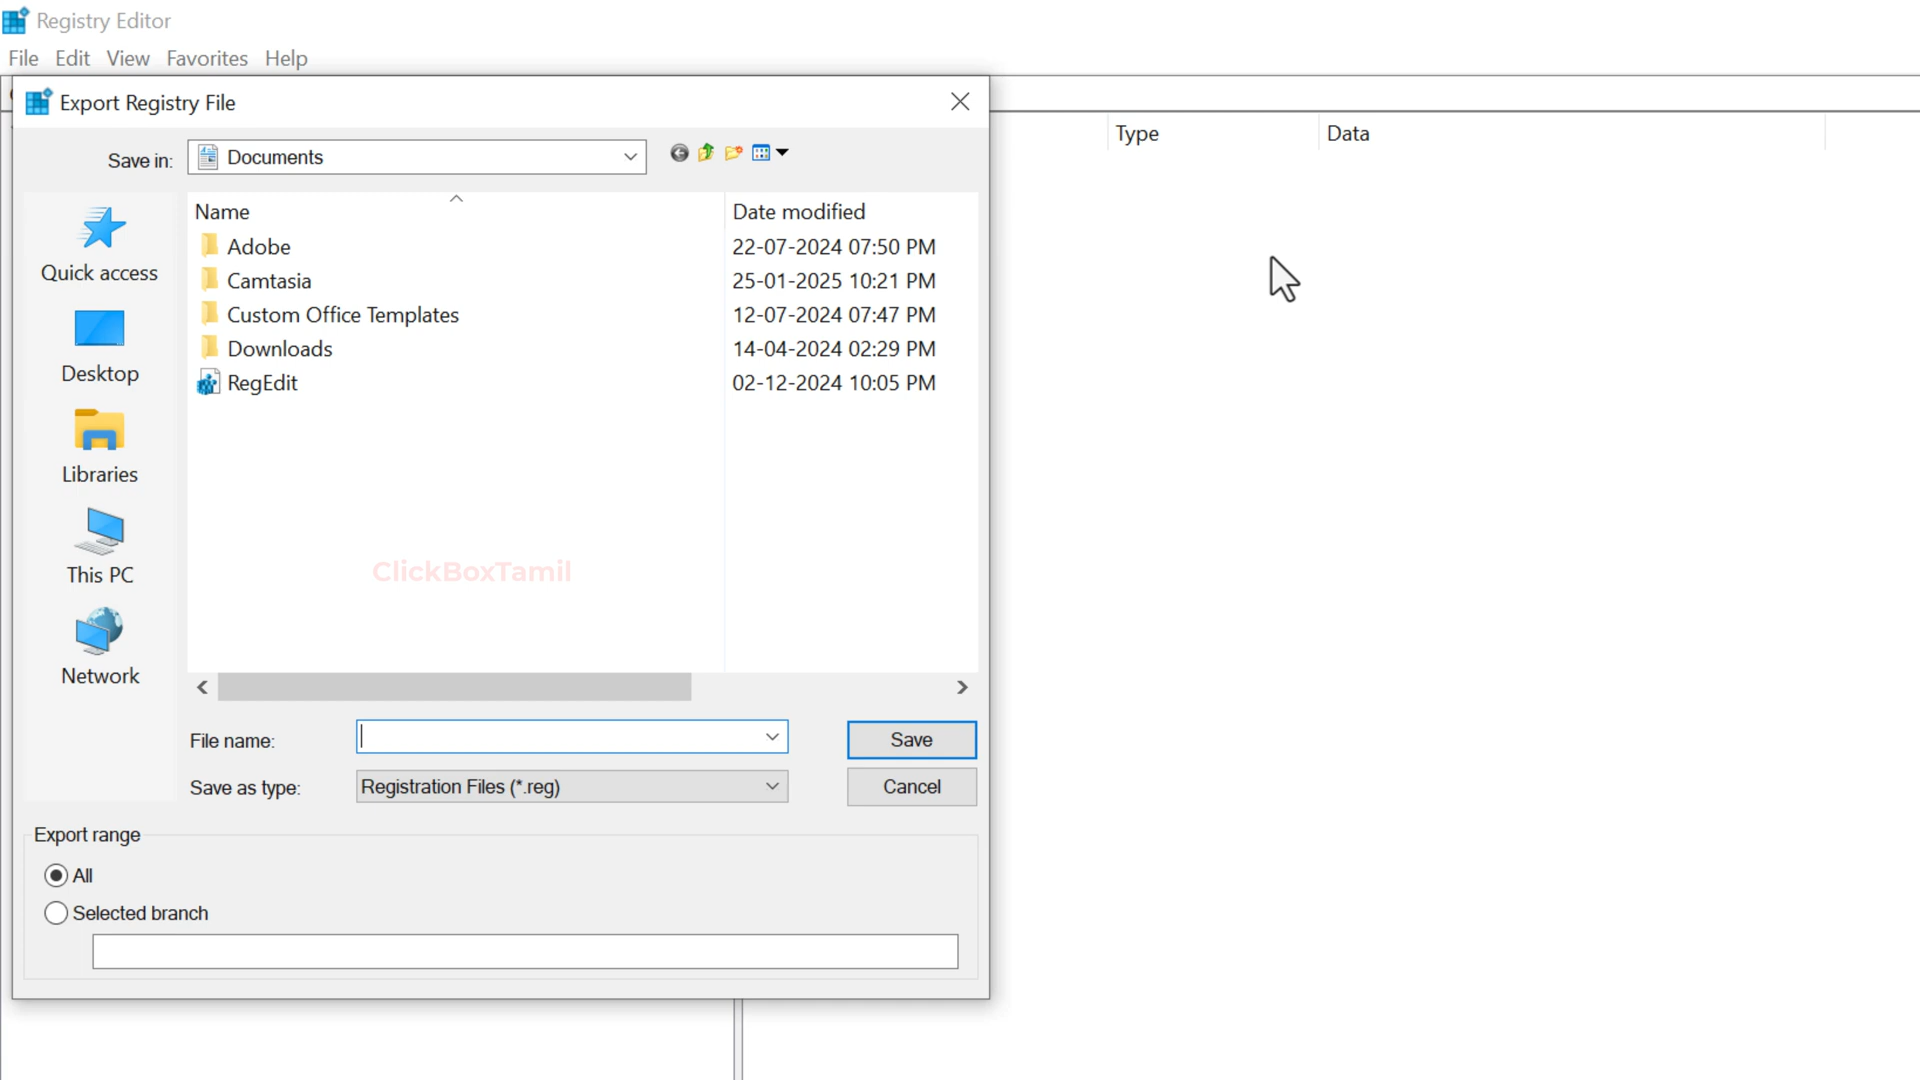 Registry Editor
File Edit View Favorites Help
Export Registry File
Type Data
Save in: Documents
Name Date modified
Adobe 22-07-2024 07:50 PM
Camtasia 25-01-2025 10:21 PM
Custom Office Templates 12-07-2024 07:47 PM
Downloads 14-04-2024 02:29 PM
RegEdit 02-12-2024 10:05 PM
Quick access
Desktop
Libraries
This PC
Network
ClickBoxTamil
File name: Save
Save as type: Registration Files (*.reg) Cancel
Export range
All
Selected branch